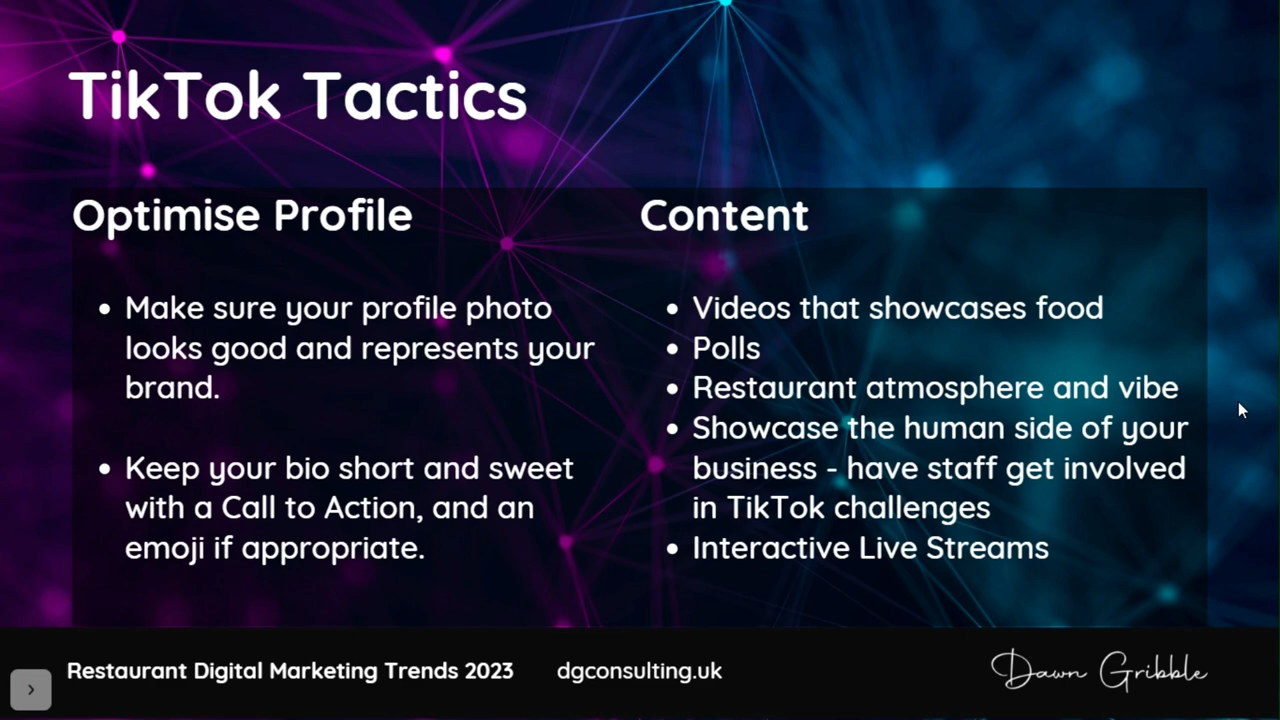 TikTok Tactics
Optimise Profile
• Make sure your profile photo
looks good and represents your
brand.
• Keep your bio short and sweet
with a Call to Action, and an
emoji if appropriate.
Content
• Videos that showcases food
• Polls
• Restaurant atmosphere and vibe
• Showcase the human side of your
business - have staff get involved
in TikTok challenges
• Interactive Live Streams
Restaurant Digital Marketing Trends 2023
dgconsulting.uk
Dawn Gribble